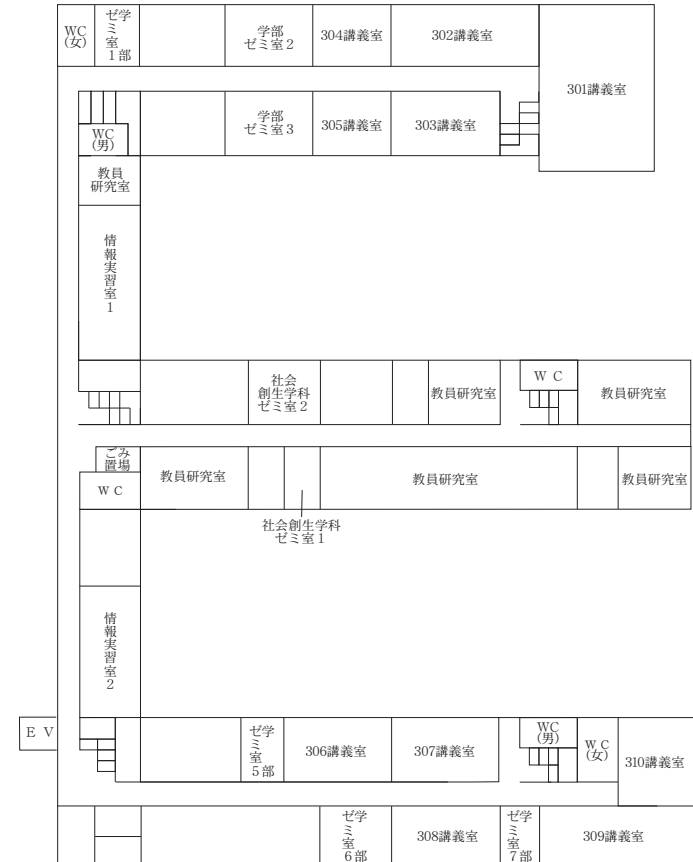 WC
(女)
学部
ゼミ室1
学部
ゼミ室2
304講義室
302講義室
301講義室
WC
(男)
学部
ゼミ室3
305講義室
303講義室
教員
研究室
情報実習室1
社会
創生学科
ゼミ室2
教員研究室
WC
教員研究室
ごみ
置場
WC
教員研究室
教員研究室
教員研究室
社会創生学科
ゼミ室1
情報実習室2
EV
学部
ゼミ室5
306講義室
307講義室
WC
(男)
WC
(女)
310講義室
学部
ゼミ室6
308講義室
学部
ゼミ室7
309講義室